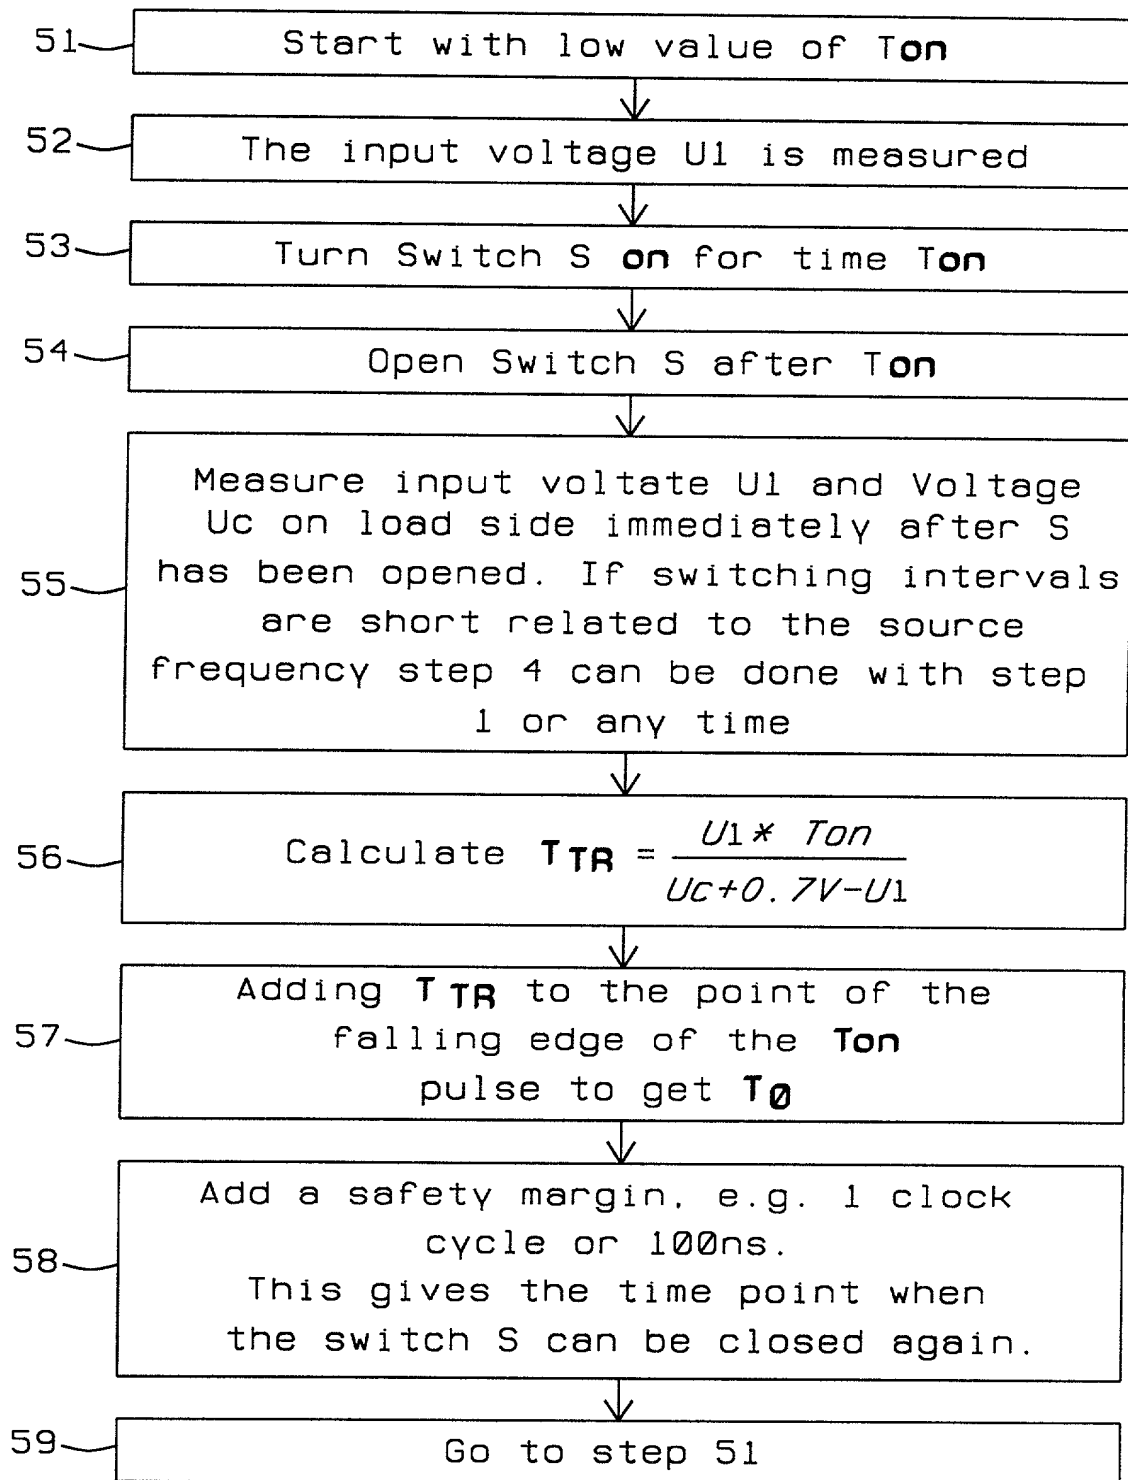 51 Start with low value of Ton
52 The input voltage U1 is measured
53 Turn Switch S on for time Ton
54 Open Switch S after Ton
Measure input voltate U1 and Voltage
Uc on load side immediately after S
55 has been opened. If switching intervals
are short related to the source
frequency step 4 can be done with step
1 or any time
56 Calculate T TR = U1* Ton / Uc+0.7V-U1
Adding T TR to the point of the
57 falling edge of the Ton
pulse to get T0
Add a safety margin, e.g. 1 clock
58 cycle or 100ns.
This gives the time point when
the switch S can be closed again.
59 Go to step 51